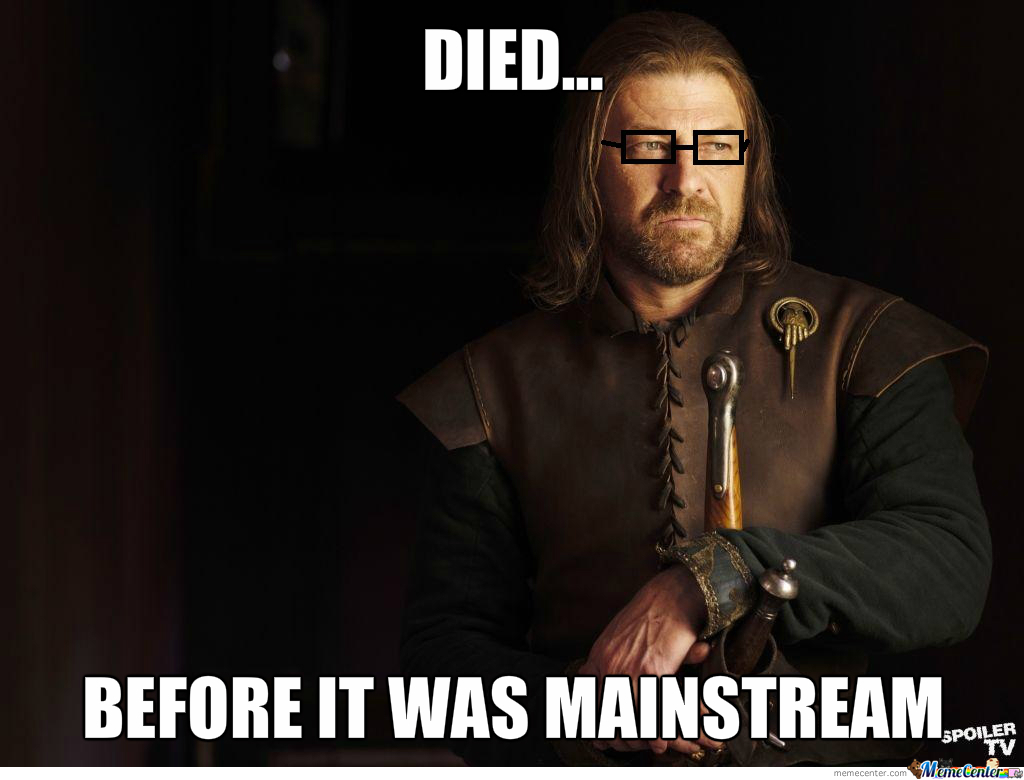 DIED...
BEFORE IT WAS MAINSTREAM
SPOILER
TV
memecenter.com
MemeCenter